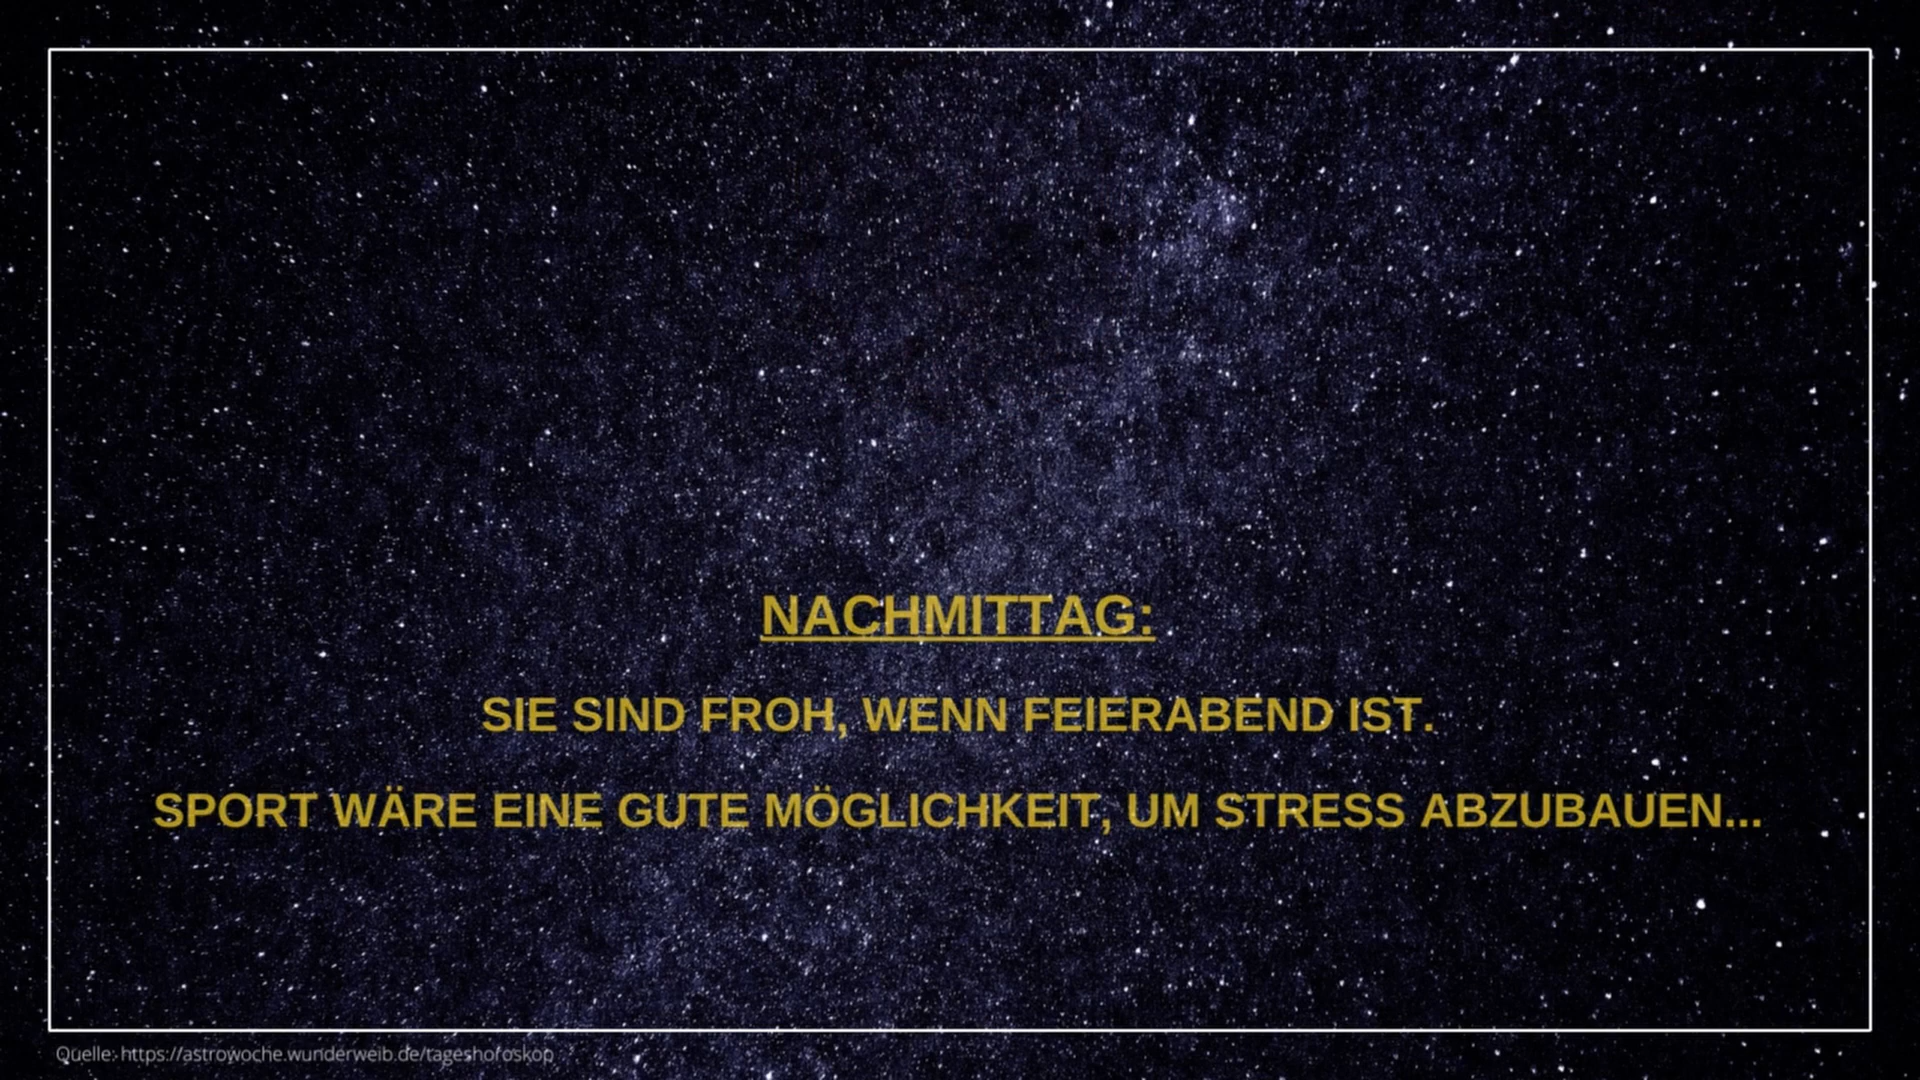 NACHMITTAG:
SIE SIND FROH, WENN FEIERABEND IST.
SPORT WÄRE EINE GUTE MÖGLICHKEIT, UM STRESS ABZUBAUEN...
Quelle: https://astrowoche.wunderweib.de/tageshoroskop